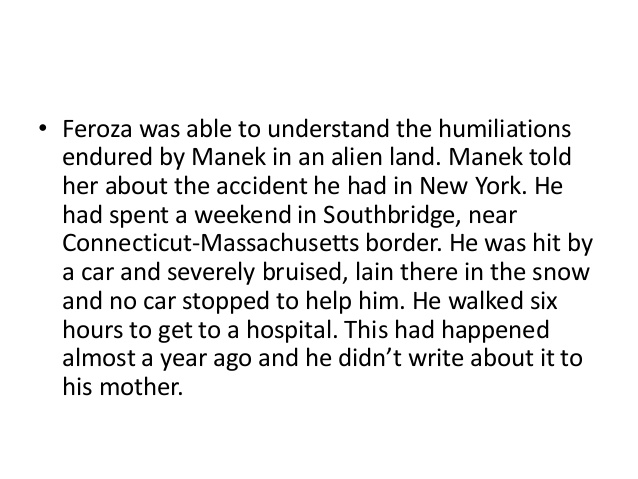 • Feroza was able to understand the humiliations
endured by Manek in an alien land. Manek told
her about the accident he had in New York. He
had spent a weekend in Southbridge, near
Connecticut-Massachusetts border. He was hit by
a car and severely bruised, lain there in the snow
and no car stopped to help him. He walked six
hours to get to a hospital. This had happened
almost a year ago and he didn’t write about it to
his mother.